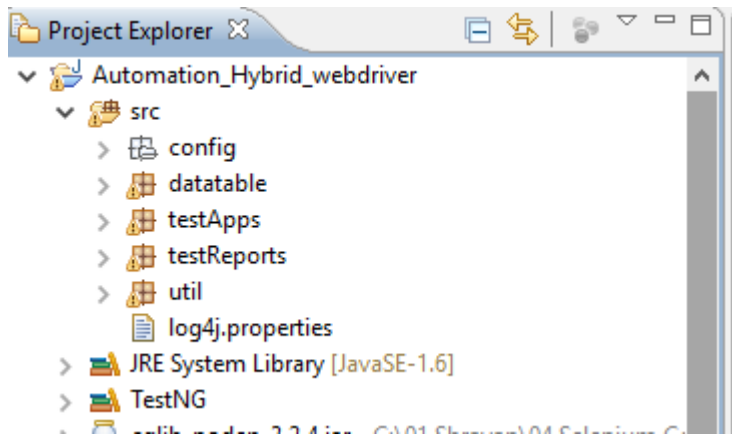 Project Explorer
Automation_Hybrid_webdriver
src
config
datatable
testApps
testReports
util
log4j.properties
JRE System Library [JavaSE-1.6]
TestNG